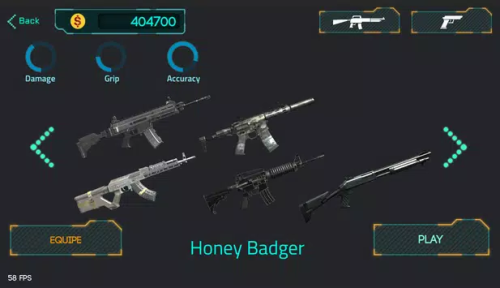 Back
404700
Damage
Grip
Accuracy
EQUIPE
Honey Badger
PLAY
58 FPS